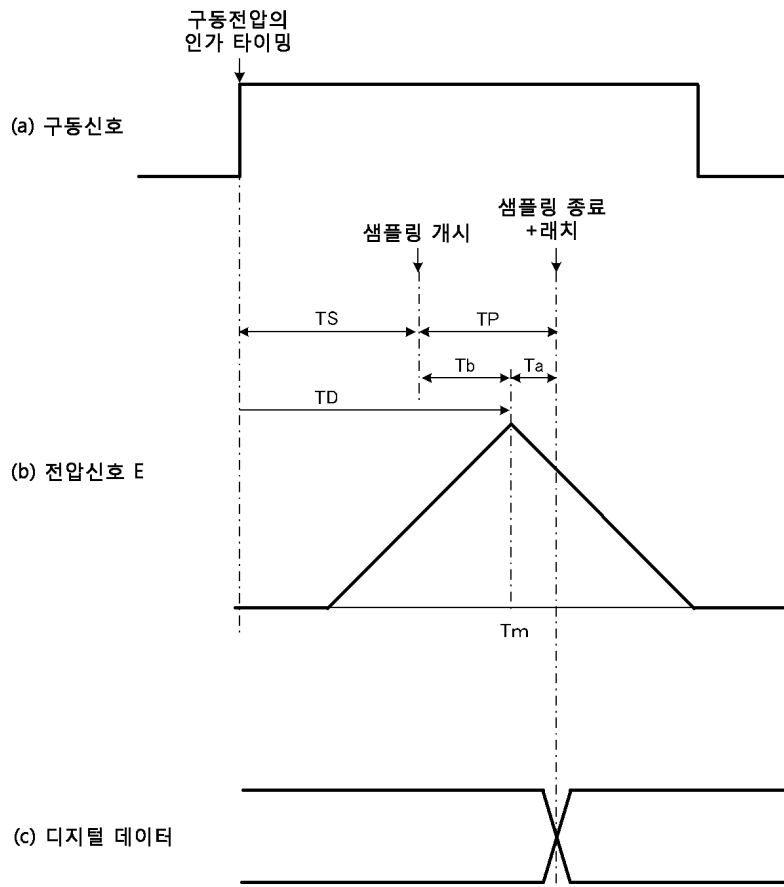 구동전압의
인가 타이밍
(a) 구동신호
샘플링 개시
샘플링 종료
+래치
TS
TP
Tb
Ta
TD
(b) 전압신호 E
Tm
(c) 디지털 데이터